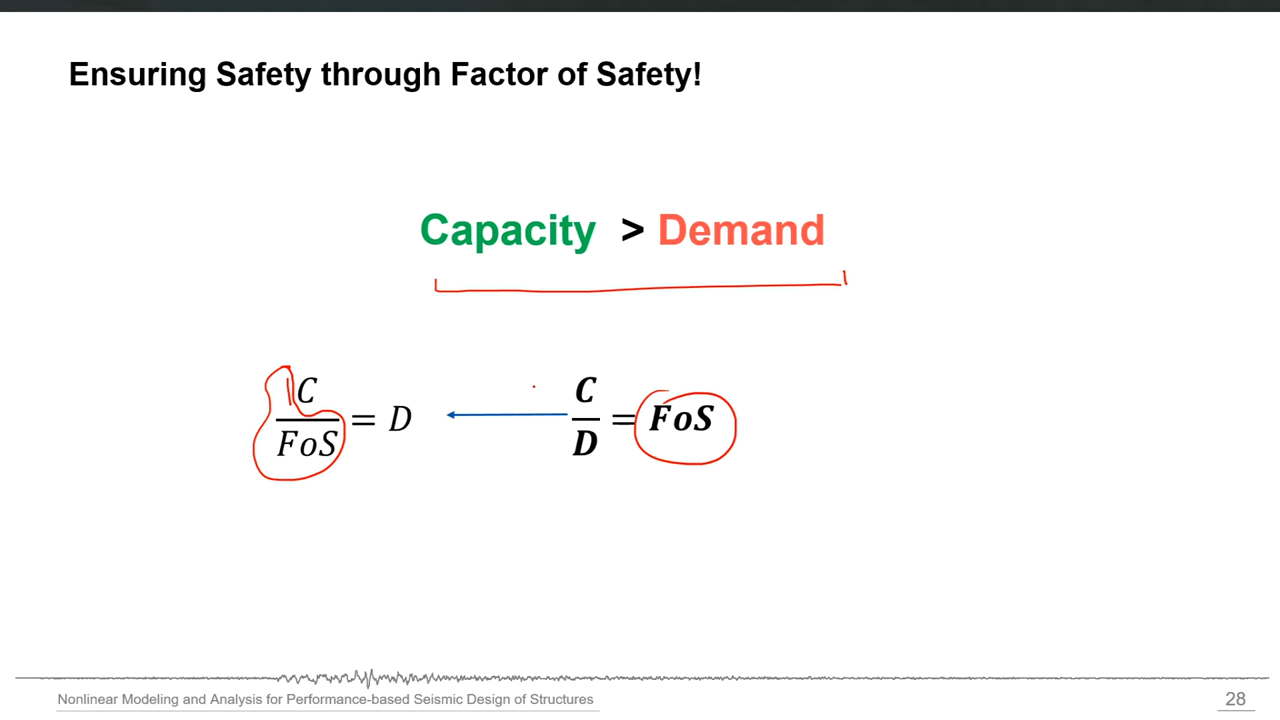 Ensuring Safety through Factor of Safety!
Capacity > Demand
1C/FoS = D
C/D = FoS
Nonlinear Modeling and Analysis for Performance-based Seismic Design of Structures
28